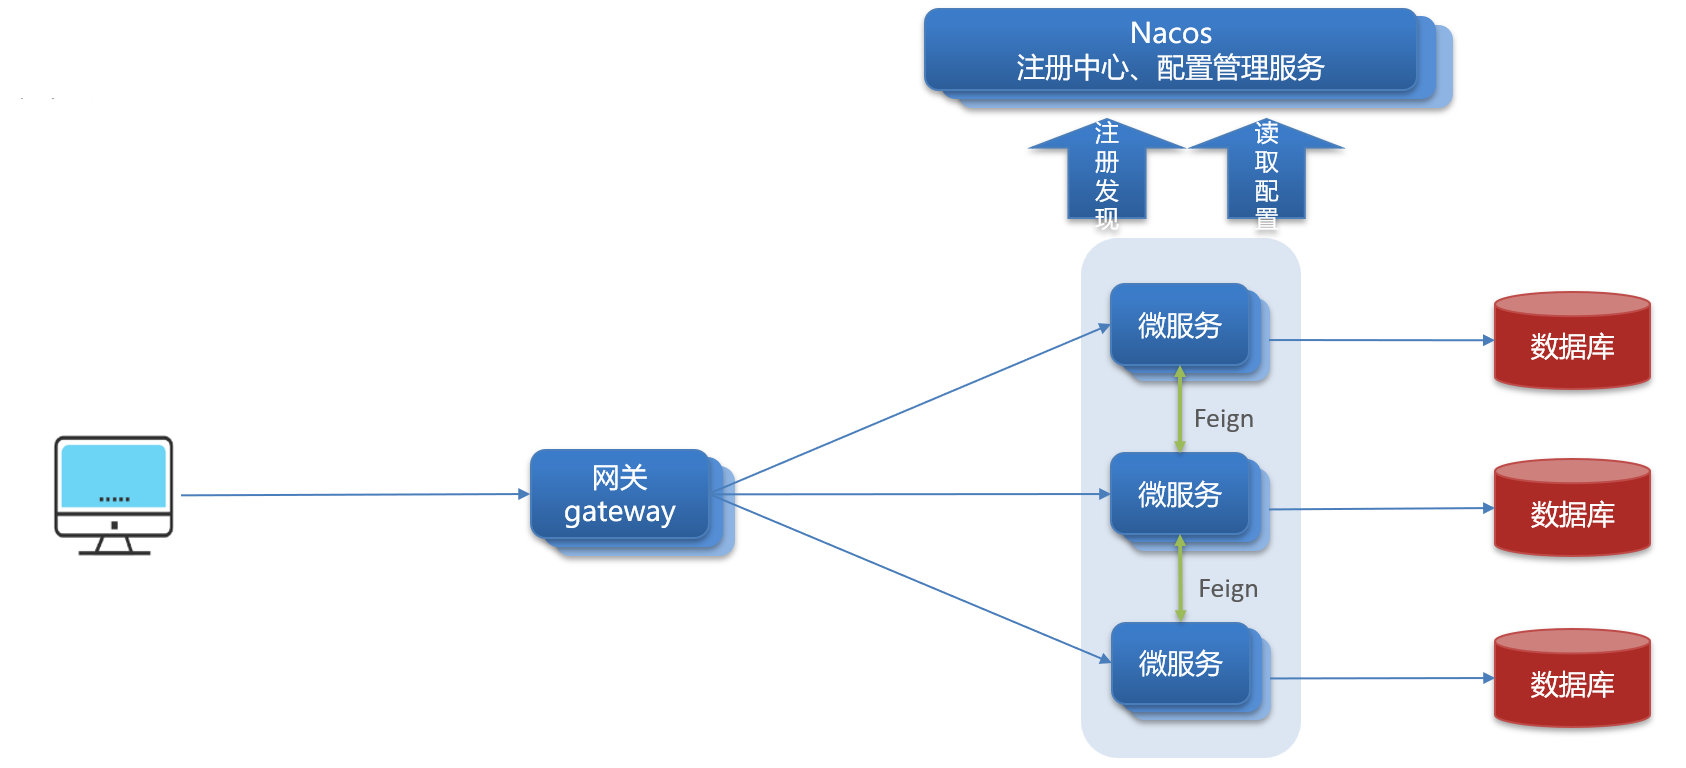 Nacos
注册中心、配置管理服务
注册发现
读取配置
微服务
数据库
Feign
网关
gateway
微服务
数据库
Feign
微服务
数据库